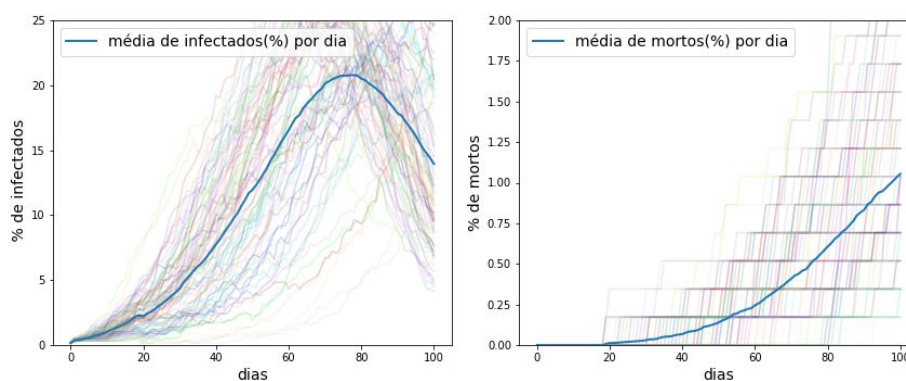 média de infectados(%) por dia
% de infectados
25
20
15
10
5
0
0 20 40 60 80 100
dias
média de mortos(%) por dia
% de mortos
2.00
1.75
1.50
1.25
1.00
0.75
0.50
0.25
0.00
0 20 40 60 80 100
dias